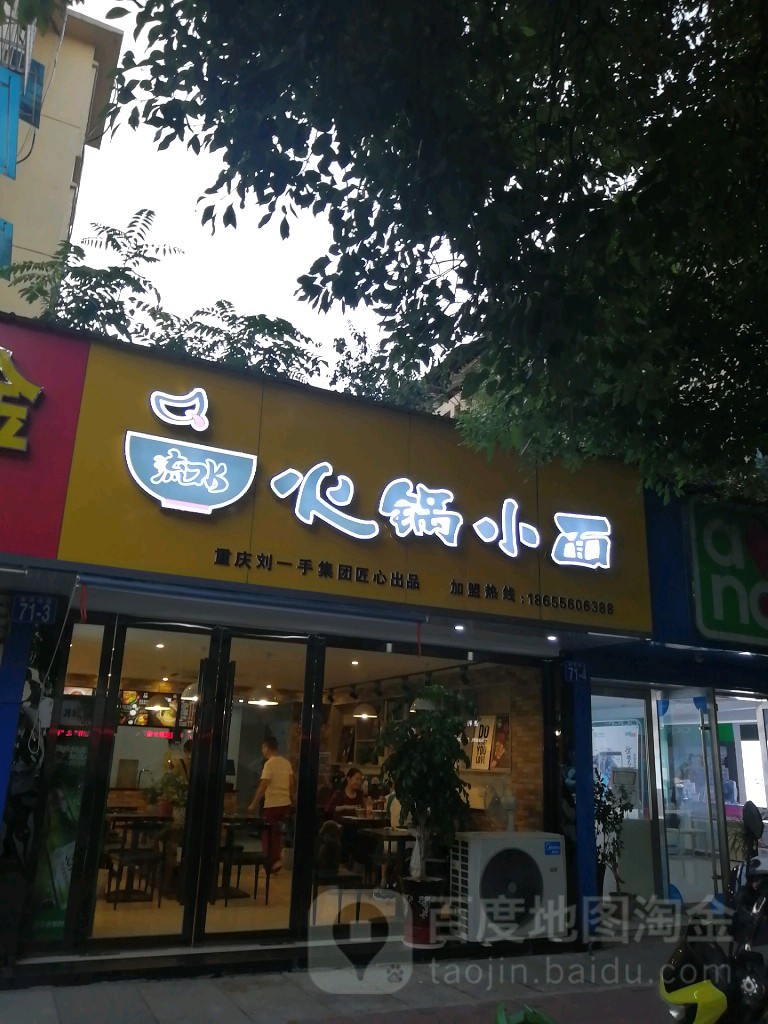 流水
火锅小面
重庆刘一手集团匠心出品 加盟热线:18655606388
71-3
71-4
Midea
百度地图淘金
taojin.baidu.com